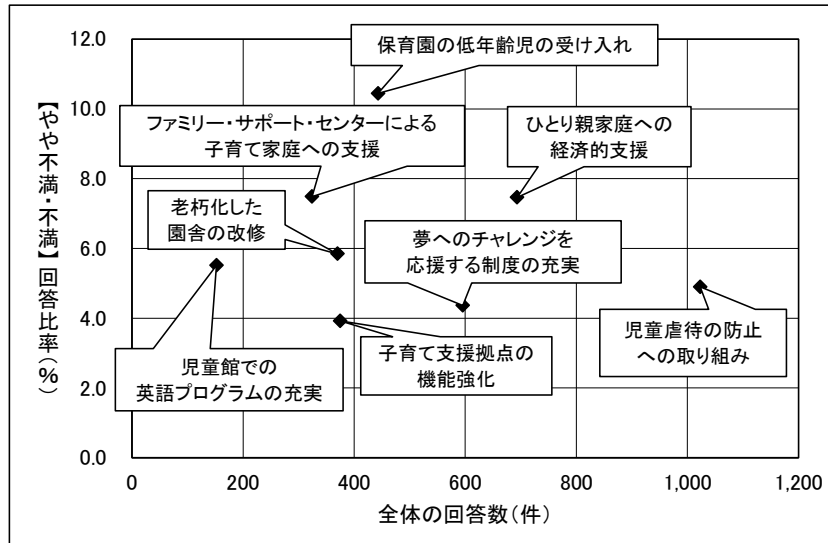 【やや不満・不満】回答比率(%)
12.0
10.0
8.0
6.0
4.0
2.0
0.0
保育園の低年齢児の受け入れ
ファミリー・サポート・センターによる
子育て家庭への支援
ひとり親家庭への
経済的支援
老朽化した
園舎の改修
夢へのチャレンジを
応援する制度の充実
児童虐待の防止
への取り組み
児童館での
英語プログラムの充実
子育て支援拠点の
機能強化
0
200
400
600
800
1,000
1,200
全体の回答数(件)